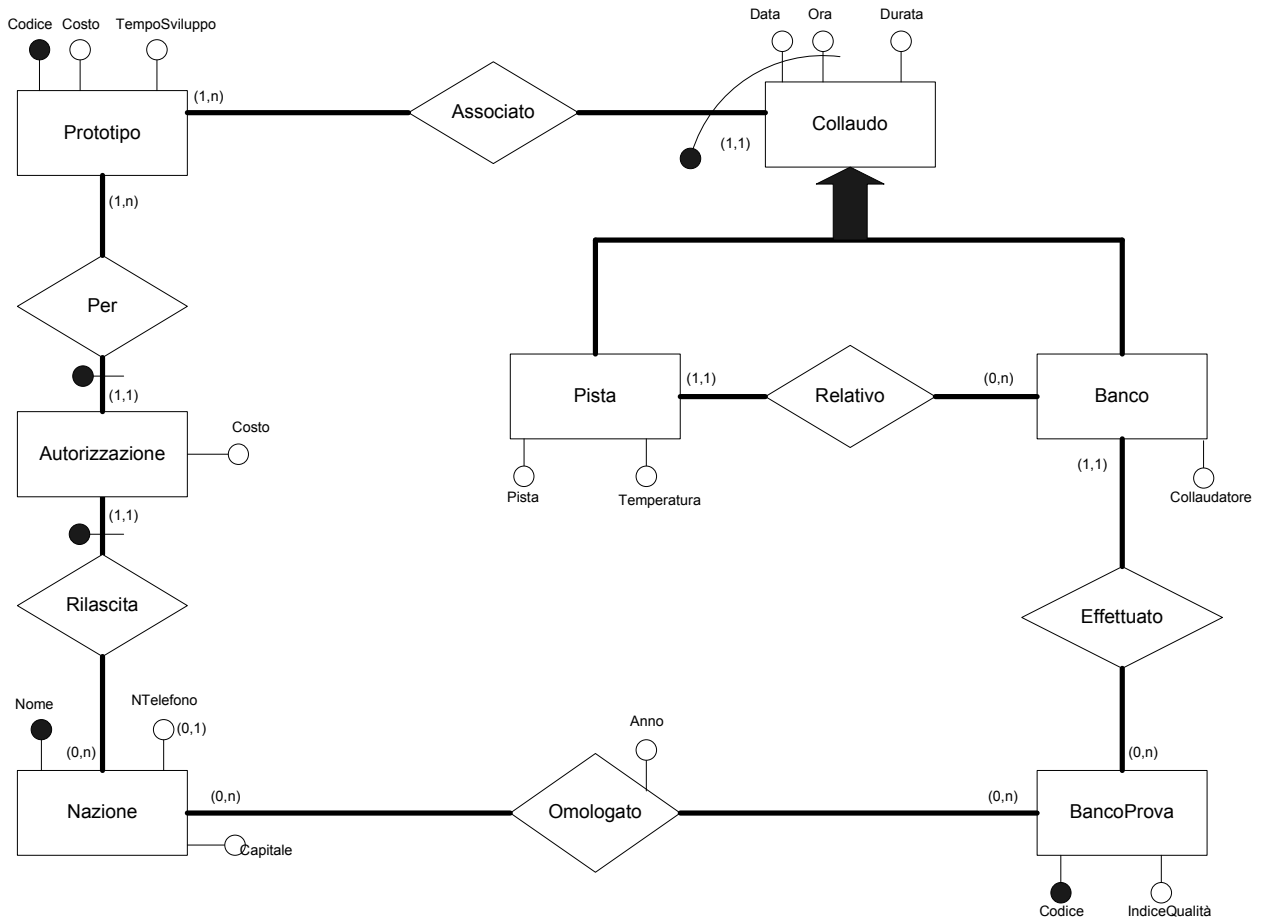 Codice
Costo
TempoSviluppo
Data
Ora
Durata
(1,n)
Prototipo
Associato
Collaudo
(1,1)
(1,n)
Per
(1,1)
Pista
(1,1)
Relativo
(0,n)
Banco
Pista
Temperatura
(1,1)
Collaudatore
Autorizzazione
Costo
(1,1)
Rilascita
Effettuato
Nome
NTelefono
(0,1)
(0,n)
Anno
(0,n)
Nazione
(0,n)
Omologato
(0,n)
BancoProva
Capitale
Codice
IndiceQualità